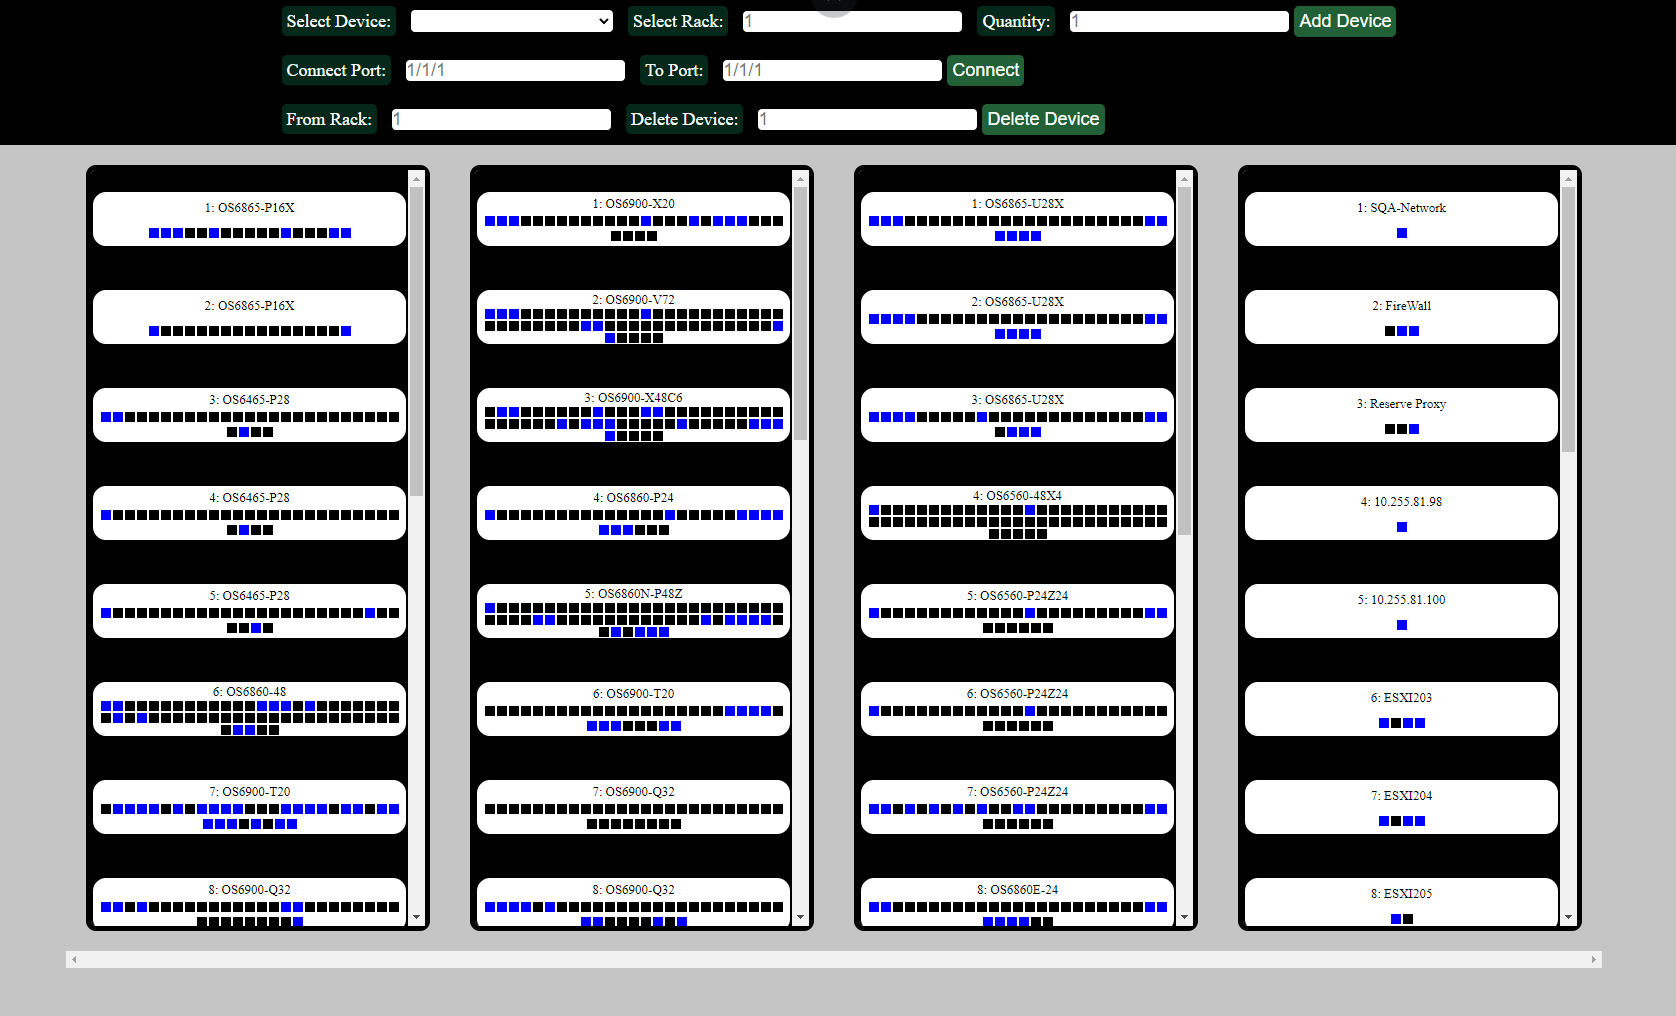 Select Device: Select Rack: 1 Quantity: 1 Add Device
Connect Port: 1/1/1 To Port: 1/1/1 Connect
From Rack: 1 Delete Device: 1 Delete Device
1: OS6865-P16X
2: OS6865-P16X
3: OS6465-P28
4: OS6465-P28
5: OS6465-P28
6: OS6860-48
7: OS6900-T20
8: OS6900-Q32
1: OS6900-X20
2: OS6900-V72
3: OS6900-X48C6
4: OS6860-P24
5: OS6860N-P48Z
6: OS6900-T20
7: OS6900-Q32
8: OS6900-Q32
1: OS6865-U28X
2: OS6865-U28X
3: OS6865-U28X
4: OS6560-48X4
5: OS6560-P24Z24
6: OS6560-P24Z24
7: OS6560-P24Z24
8: OS6860E-24
1: SQA-Network
2: FireWall
3: Reserve Proxy
4: 10.255.81.98
5: 10.255.81.100
6: ESXI203
7: ESXI204
8: ESXI205